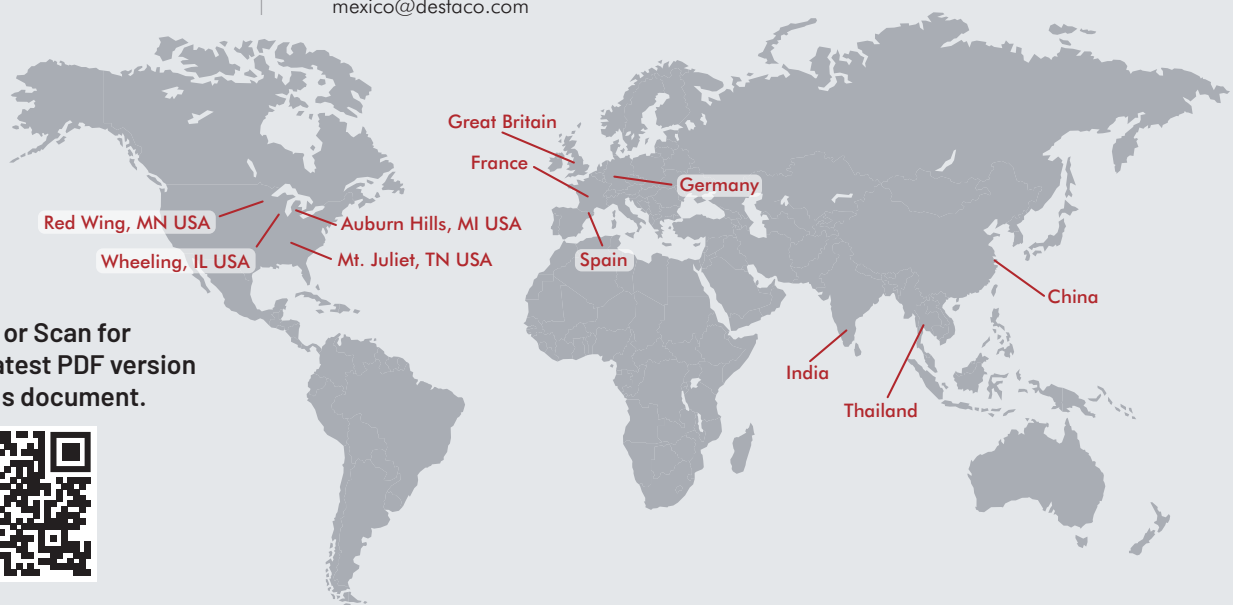 mexico@destaco.com
Great Britain
France
Germany
Red Wing, MN USA
Auburn Hills, MI USA
Wheeling, IL USA
Mt. Juliet, TN USA
Spain
China
India
Thailand
or Scan for
atest PDF version
s document.